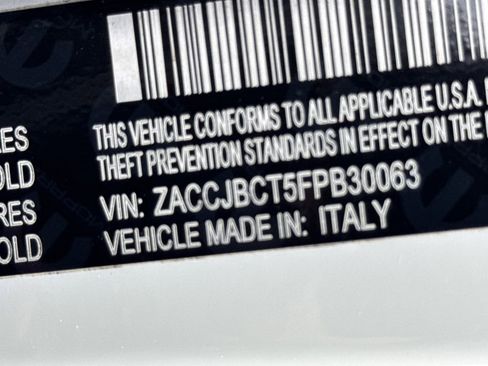 THIS VEHICLE CONFORMS TO ALL APPLICABLE U.S.A.
THEFT PREVENTION STANDARDS IN EFFECT ON THE
OLD
VIN: ZACCJBCT5FPB30063
RES
VEHICLE MADE IN: ITALY
OLD